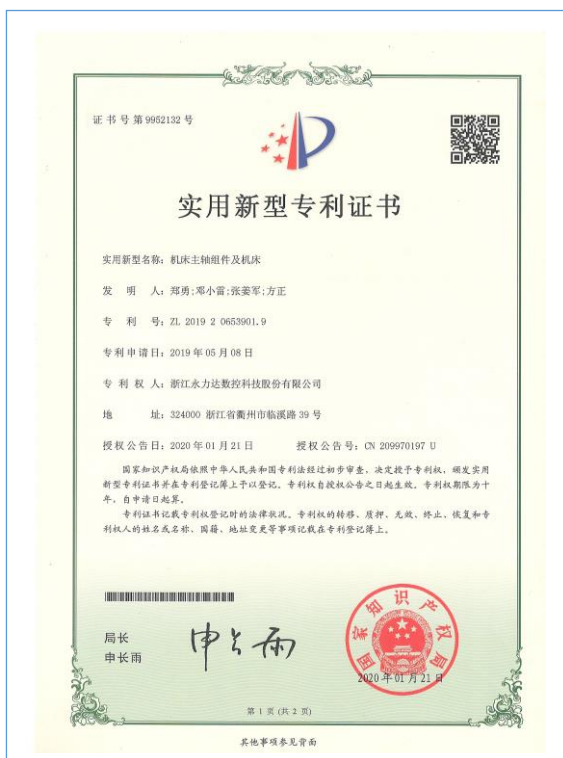 证书号第9952132号
实用新型专利证书
实用新型名称：机床主轴组件及机床
发 明 人：郑勇;邓小雷;张姜军;方正
专 利 号：ZL 2019 2 0653901.9
专利申请日：2019年05月08日
专 利 权 人：浙江永力达数控科技股份有限公司
地 址：324000 浙江省衢州市临溪路39号
授权公告日：2020年01月21日 授权公告号：CN 209970197 U
国家知识产权局依照中华人民共和国专利法经过初步审查，决定授予专利权，颁发实用
新型专利证书并在专利登记簿上予以登记。专利权自授权公告之日起生效。专利权期限为十
年，自申请日起算。
专利证书记载专利权登记时的法律状况。专利权的转移、质押、无效、终止、恢复和专
利权人的姓名或名称、国籍、地址变更等事项记载在专利登记簿上。
局长
申长雨
申长雨
国家知识产权局
2020年01月21日
第 1 页 (共 2 页)
其他事项参见背面